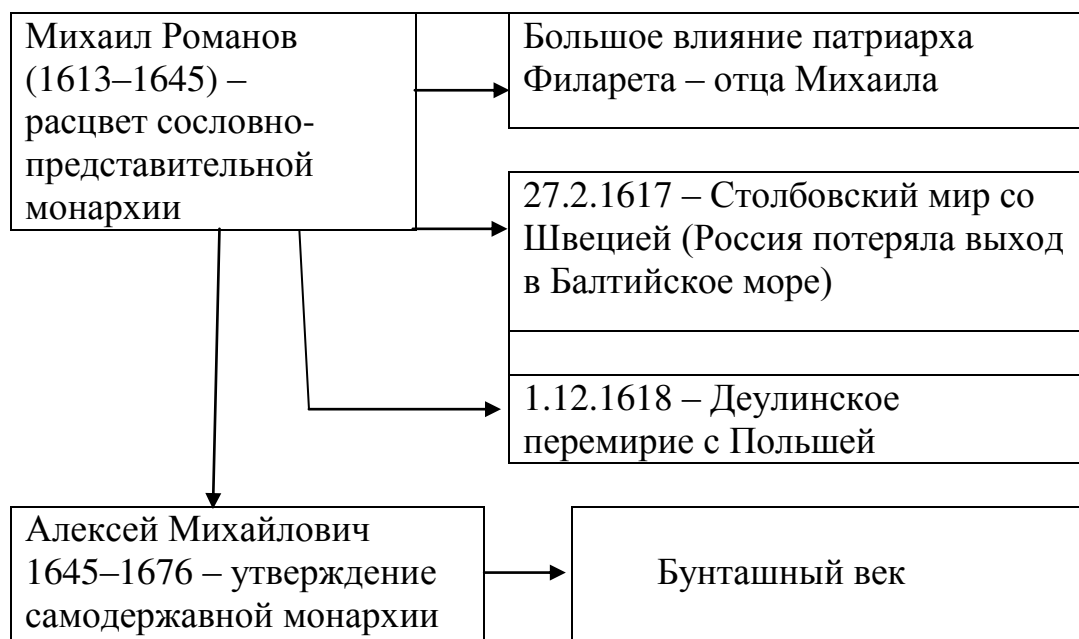 Михаил Романов
(1613–1645) –
расцвет сословно-
представительной
монархии
Большое влияние патриарха
Филарета – отца Михаила
27.2.1617 – Столбовский мир со
Швецией (Россия потеряла выход
в Балтийское море)
1.12.1618 – Деулинское
перемирие с Польшей
Алексей Михайлович
1645–1676 – утверждение
самодержавной монархии
Бунташный век